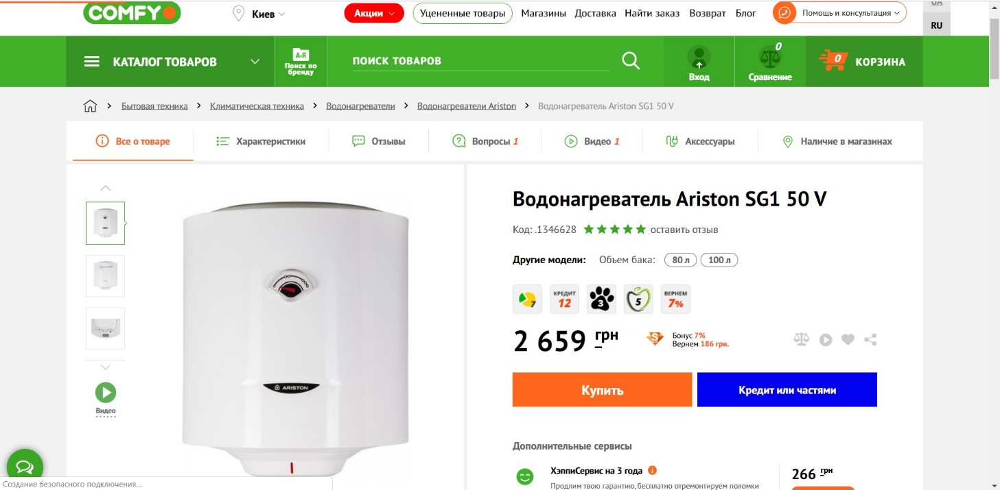 COMFY
Киев
Акции
Уцененные товары
Магазины
Доставка
Найти заказ
Возврат
Блог
Помощь и консультация
UA
RU
КАТАЛОГ ТОВАРОВ
А-Я
Поиск по
бренду
ПОИСК ТОВАРОВ
Вход
0
Сравнение
0
КОРЗИНА
Бытовая техника
Климатическая техника
Водонагреватели
Водонагреватели Ariston
Водонагреватель Ariston SG1 50 V
Все о товаре
Характеристики
Отзывы
Вопросы 1
Видео 1
Аксессуары
Наличие в магазинах
Видео
ARISTON
Водонагреватель Ariston SG1 50 V
Код: .1346628
оставить отзыв
Другие модели: Объем бака: 80 л 100 л
7
КРЕДИТ
12
3
5
ВЕРНЕМ
7%
2 659 грн
Бонус 7%
Вернем 186 грн.
Купить
Кредит или частями
Дополнительные сервисы
ХэппиСервис на 3 года
266 грн
Продлим твою гарантию, бесплатно отремонтируем поломки
Создание безопасного подключения...